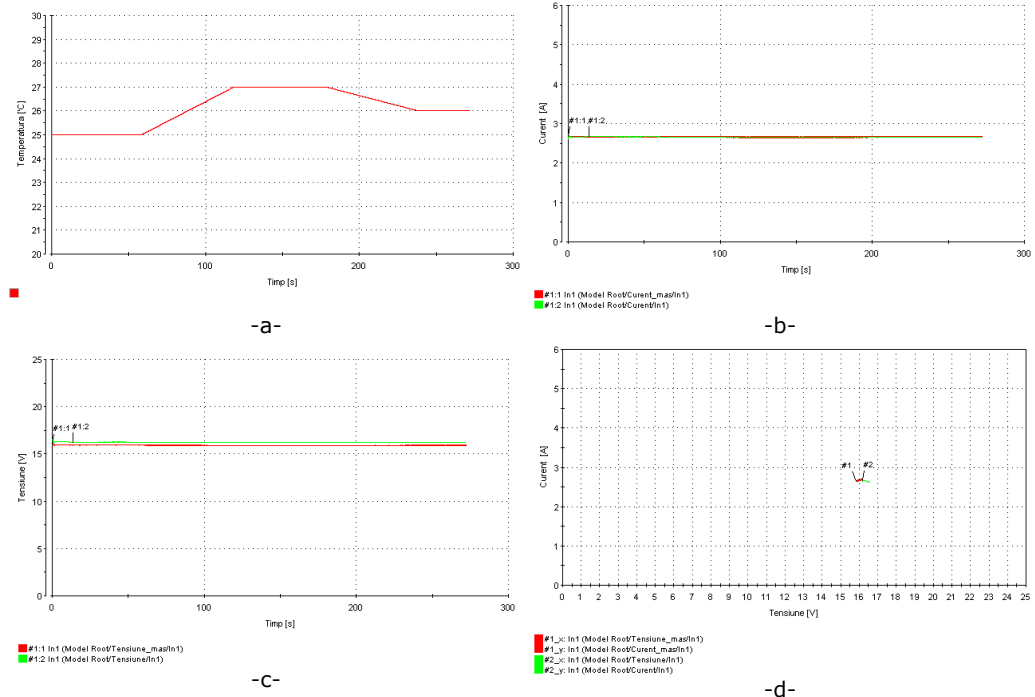 30
29
28
27
26
25
24
23
22
21
20
Temperatura [°C]
0 100 200 300
Timp [s]
-a-
6
5
4
3
2
1
0
Curent [A]
#1:1 #1:2
0 100 200 300
Timp [s]
#1:1 In1 (Model Root/Curent_mas/In1)
#1:2 In1 (Model Root/Curent/In1)
-b-
25
20
15
10
5
0
Tensiune [V]
#1:1 #1:2
0 100 200 300
Timp [s]
#1:1 In1 (Model Root/Tensiune_mas/In1)
#1:2 In1 (Model Root/Tensiune/In1)
-c-
6
5
4
3
2
1
0
Curent [A]
#1 #2
0 1 2 3 4 5 6 7 8 9 10 11 12 13 14 15 16 17 18 19 20 21 22 23 24 25
Tensiune [V]
#1_x: In1 (Model Root/Tensiune_mas/In1)
#1_y: In1 (Model Root/Curent_mas/In1)
#2_x: In1 (Model Root/Tensiune/In1)
#2_y: In1 (Model Root/Curent/In1)
-d-